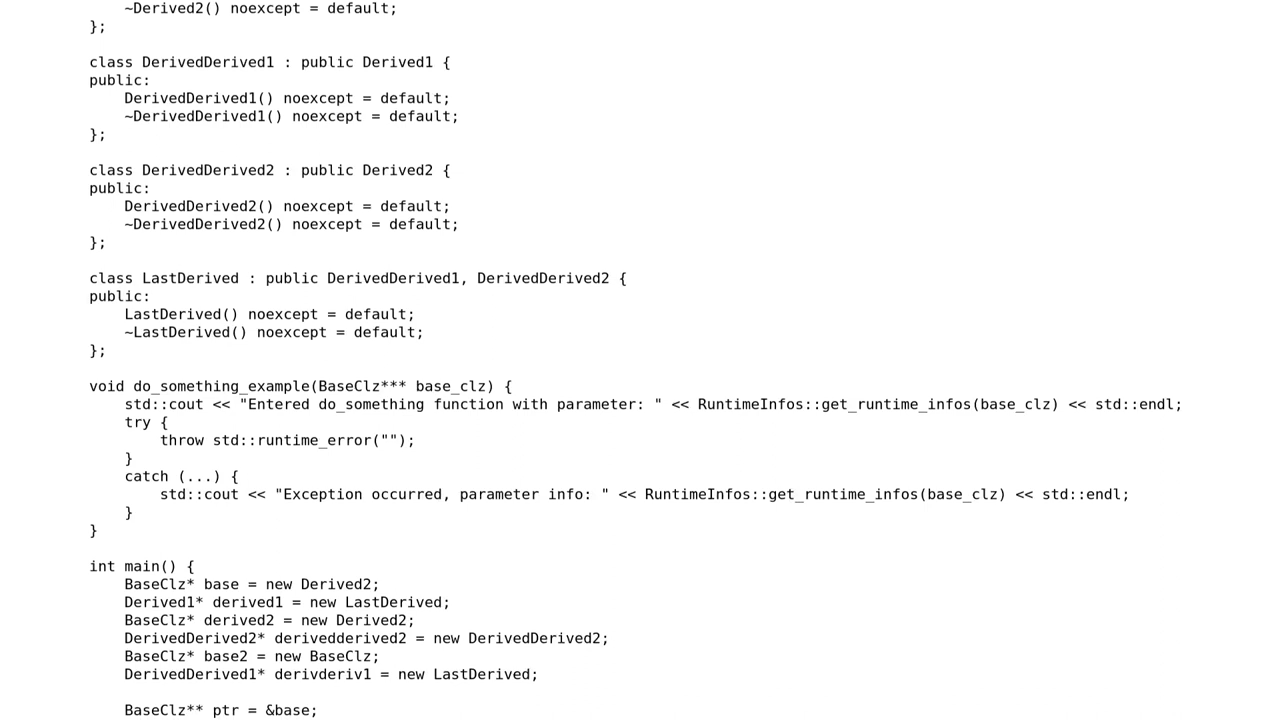 ~Derived2() noexcept = default;
};

class DerivedDerived1 : public Derived1 {
public:
    DerivedDerived1() noexcept = default;
    ~DerivedDerived1() noexcept = default;
};

class DerivedDerived2 : public Derived2 {
public:
    DerivedDerived2() noexcept = default;
    ~DerivedDerived2() noexcept = default;
};

class LastDerived : public DerivedDerived1, DerivedDerived2 {
public:
    LastDerived() noexcept = default;
    ~LastDerived() noexcept = default;
};

void do_something_example(BaseClz*** base_clz) {
    std::cout << "Entered do_something function with parameter: " << RuntimeInfos::get_runtime_infos(base_clz) << std::endl;
    try {
        throw std::runtime_error("");
    }
    catch (...) {
        std::cout << "Exception occurred, parameter info: " << RuntimeInfos::get_runtime_infos(base_clz) << std::endl;
    }
}

int main() {
    BaseClz* base = new Derived2;
    Derived1* derived1 = new LastDerived;
    BaseClz* derived2 = new Derived2;
    DerivedDerived2* derivedderived2 = new DerivedDerived2;
    BaseClz* base2 = new BaseClz;
    DerivedDerived1* derivderiv1 = new LastDerived;

    BaseClz** ptr = &base;